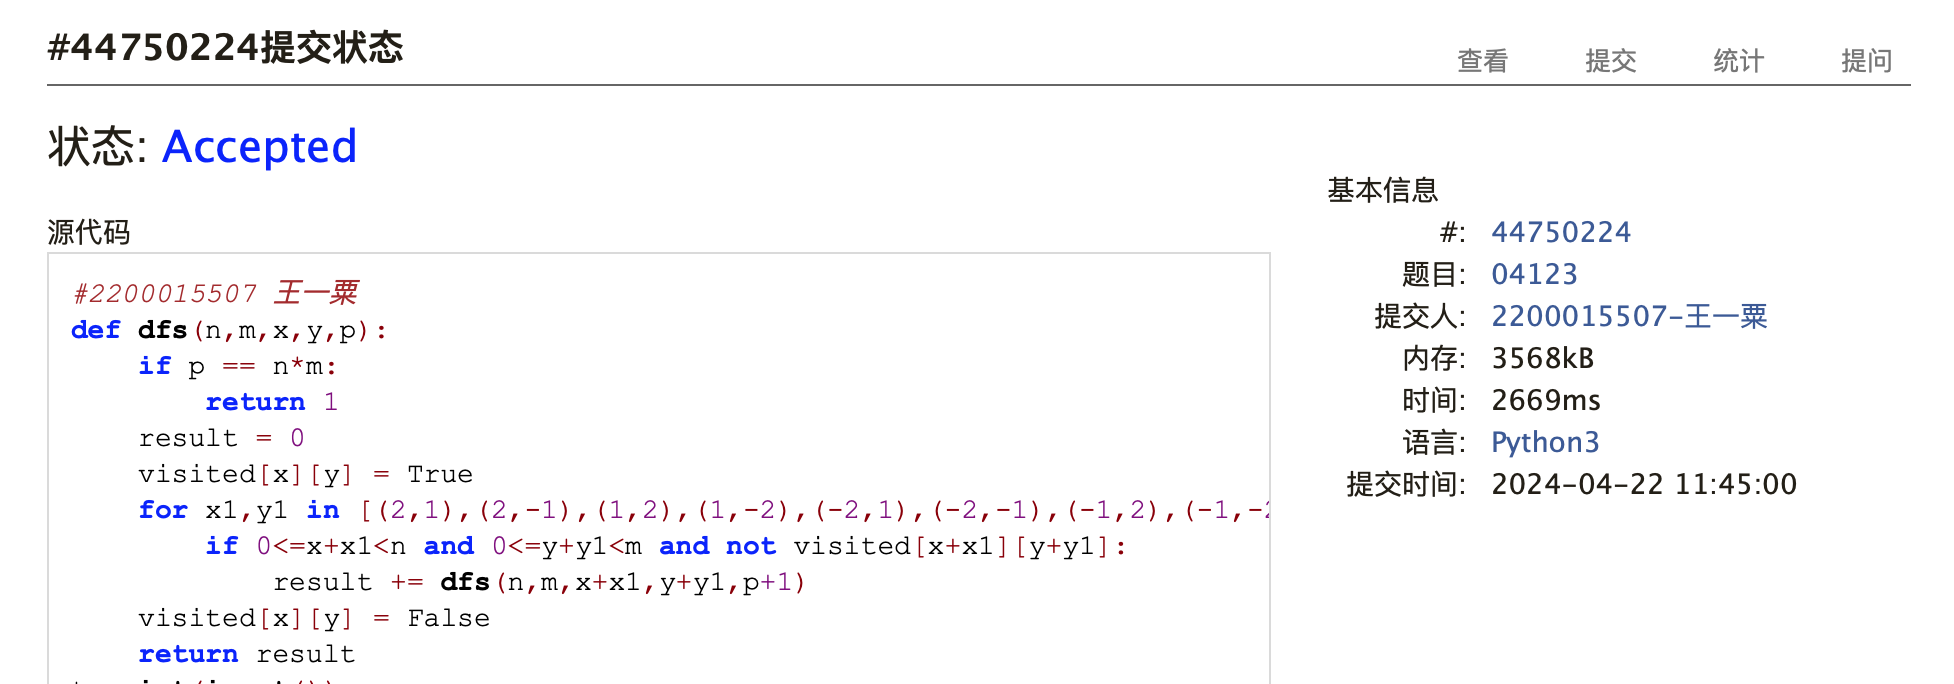 #44750224提交状态
查看 提交 统计 提问
状态: Accepted
源代码
#2200015507 王一粟
def dfs(n,m,x,y,p):
    if p == n*m:
        return 1
    result = 0
    visited[x][y] = True
    for x1,y1 in [(2,1),(2,-1),(1,2),(1,-2),(-2,1),(-2,-1),(-1,2),(-1,-2
        if 0<=x+x1<n and 0<=y+y1<m and not visited[x+x1][y+y1]:
            result += dfs(n,m,x+x1,y+y1,p+1)
    visited[x][y] = False
    return result
基本信息
#: 44750224
题目: 04123
提交人: 2200015507-王一粟
内存: 3568kB
时间: 2669ms
语言: Python3
提交时间: 2024-04-22 11:45:00